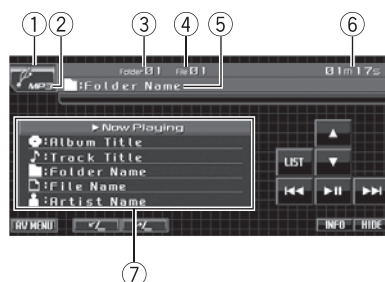 ① ② ③ ④ ⑤ ⑥
Folder 01 File 01 01m17s
MP3 :Folder Name
►Now Playing
:Album Title
:Track Title
:Folder Name
:File Name
:Artist Name
LIST
AV MENU INFO HIDE
⑦